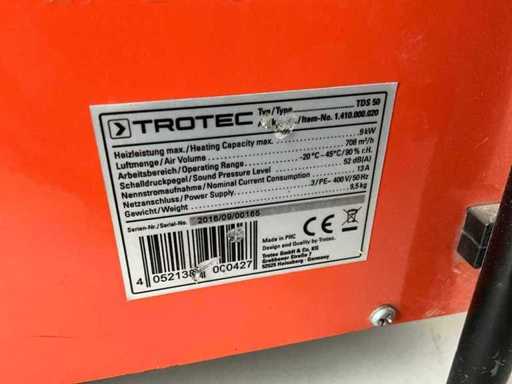 TROTEC
Typ / Type TDS 50
/ Item-No. 1.410.000.020
Heizleistung max. / Heating Capacity max. 9 kW
Luftmenge / Air Volume 708 m³/h
Arbeitsbereich / Operating Range -20 °C – 45°C / 90 % r.H.
Schalldruckpegel / Sound Pressure Level 52 dB(A)
Nennstromaufnahme / Nominal Current Consumption 13 A
Netzanschluss / Power Supply 3/PE~ 400 V/50 Hz
Gewicht / Weight 9,5 kg
Serien-Nr. / Serial-No. 2016/09/00165
Made in PRC
Design and Quality by Trotec.
Trotec GmbH & Co. KG
Grebbener Straße 7
52525 Heinsberg - Germany
CE
4 052138 000427